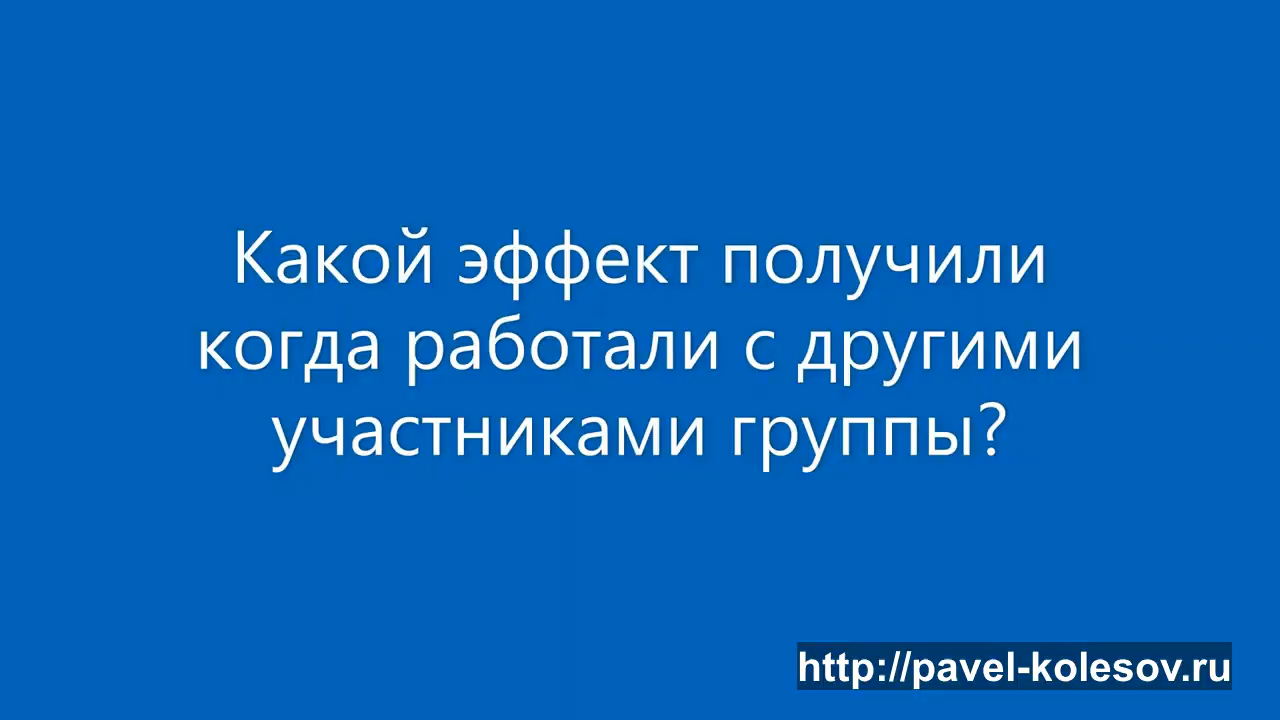 Какой эффект получили
когда работали с другими
участниками группы?
http://pavel-kolesov.ru